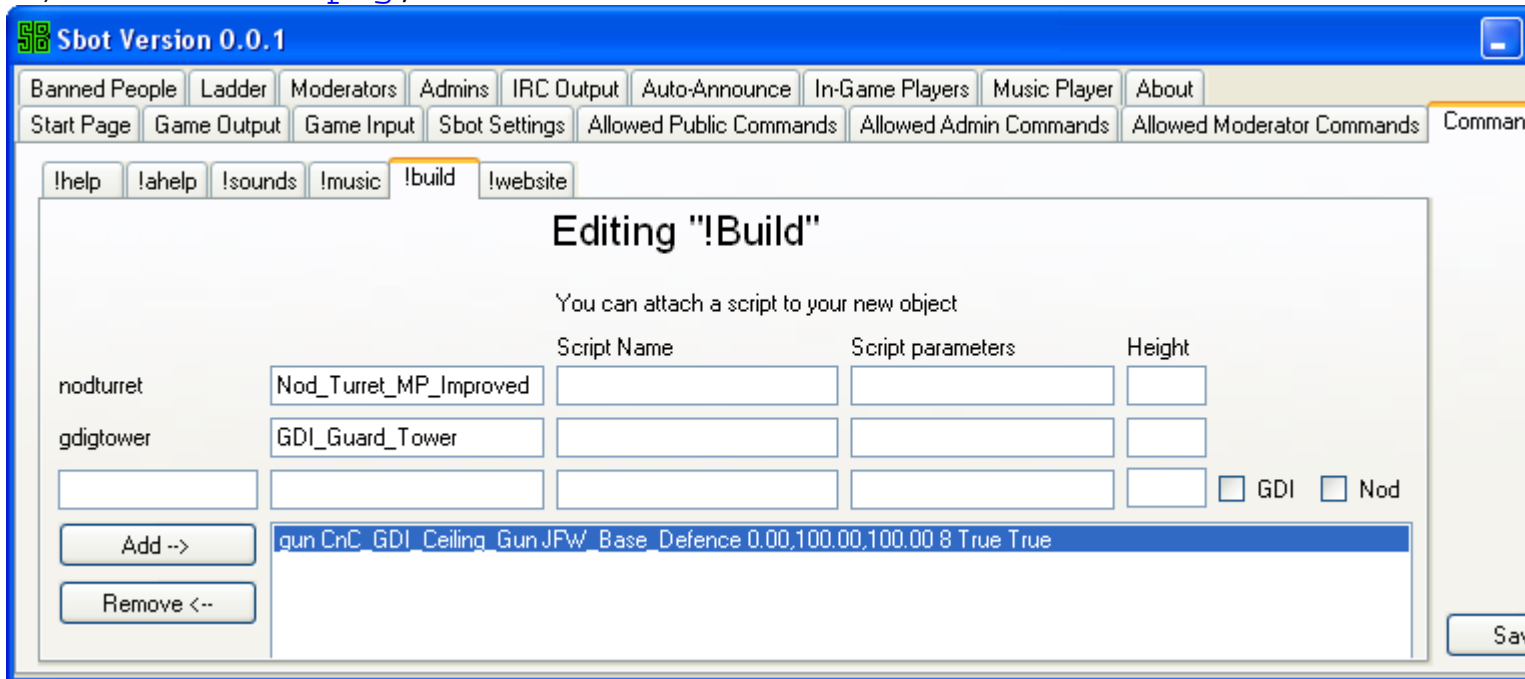 Sbot Version 0.0.1
Banned People Ladder Moderators Admins IRC Output Auto-Announce In-Game Players Music Player About
Start Page Game Output Game Input Sbot Settings Allowed Public Commands Allowed Admin Commands Allowed Moderator Commands Comman
!help !ahelp !sounds !music !build !website
Editing "!Build"
You can attach a script to your new object
Script Name Script parameters Height
nodturret Nod_Turret_MP_Improved
gdigtower GDI_Guard_Tower
GDI Nod
Add --> gun CnC_GDI_Ceiling_Gun JFW_Base_Defence 0.00,100.00,100.00 8 True True
Remove <--
Sav